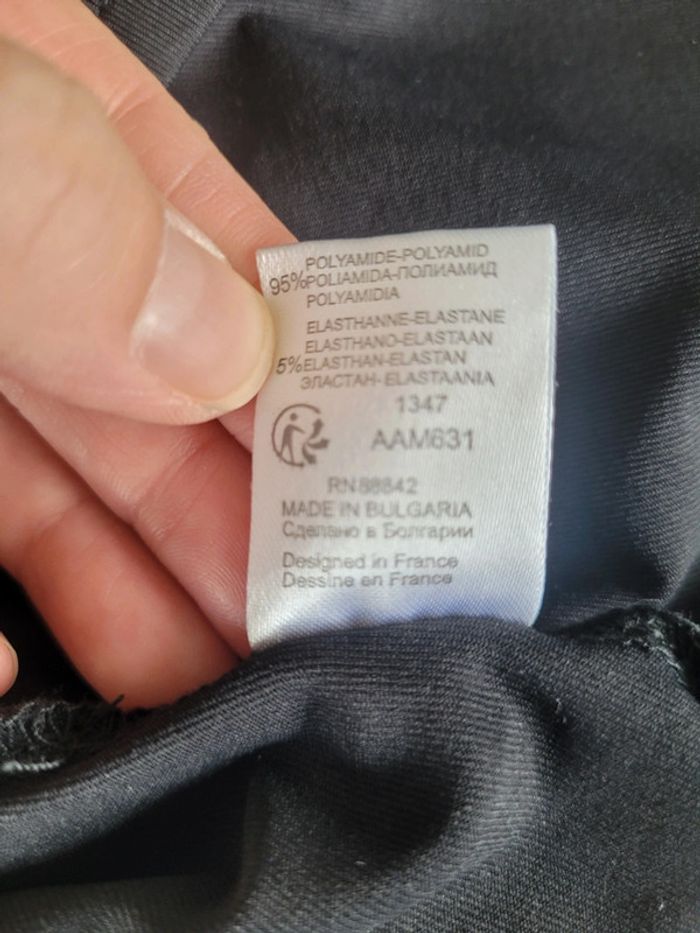 POLYAMIDE-POLYAMID
95% POLIAMIDA-ПОЛИАМИД
POLYAMIDIA
ELASTHANNE-ELASTANE
ELASTHANO-ELASTAAN
5% ELASTHAN-ELASTAN
ЭЛАСТАН- ELASTAANIA
1347
AAM631
RN88842
MADE IN BULGARIA
Сделано в Болгарии
Designed in France
Dessine en France